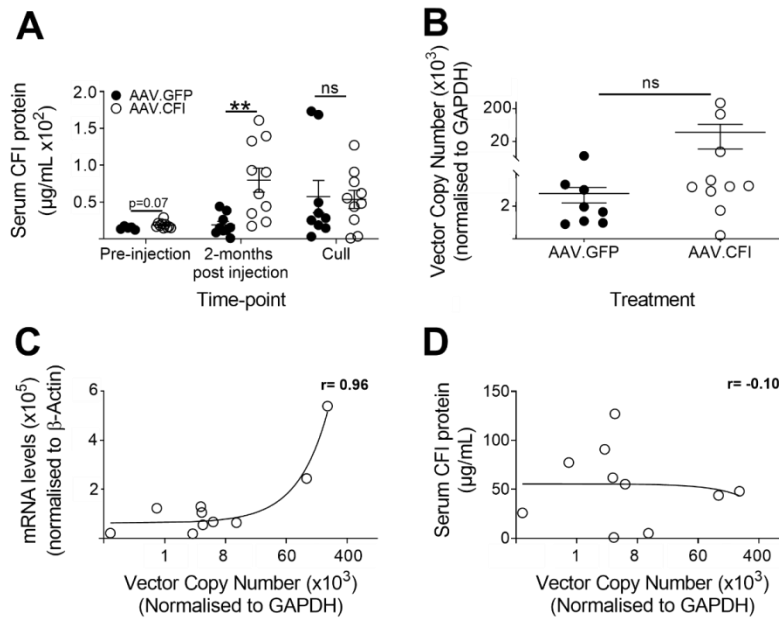 A
Serum CFI protein
(µg/mL x10²)
2.0
1.5
1.0
0.5
AAV.GFP
AAV.CFI
p=0.07
**
ns
Pre-injection
2-months
post injection
Cull
Time-point
B
Vector Copy Number (x10³)
(normalised to GAPDH)
200
20
2
ns
AAV.GFP
AAV.CFI
Treatment
C
mRNA levels (x10⁵)
(normalised to β-Actin)
6
4
2
r= 0.96
1
8
60
400
Vector Copy Number (x10³)
(Normalised to GAPDH)
D
Serum CFI protein
(µg/mL)
150
100
50
0
r= -0.10
1
8
60
400
Vector Copy Number (x10³)
(Normalised to GAPDH)